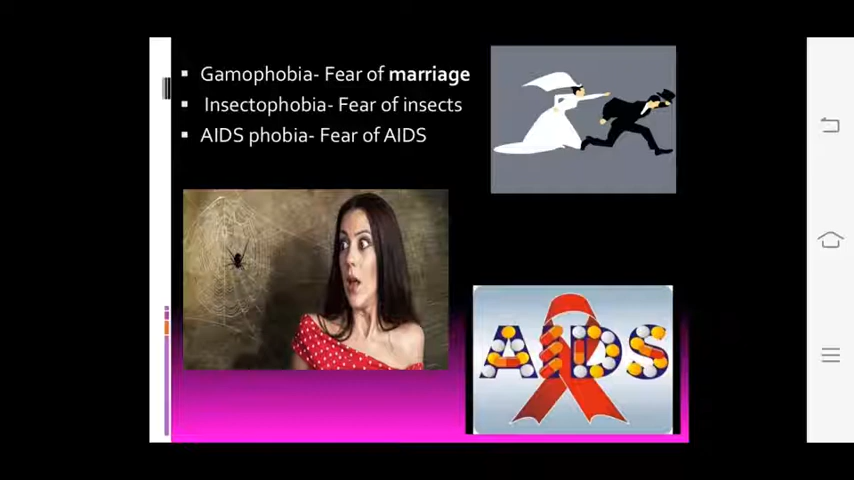 Gamophobia- Fear of marriage
Insectophobia- Fear of insects
AIDS phobia- Fear of AIDS
AIDS